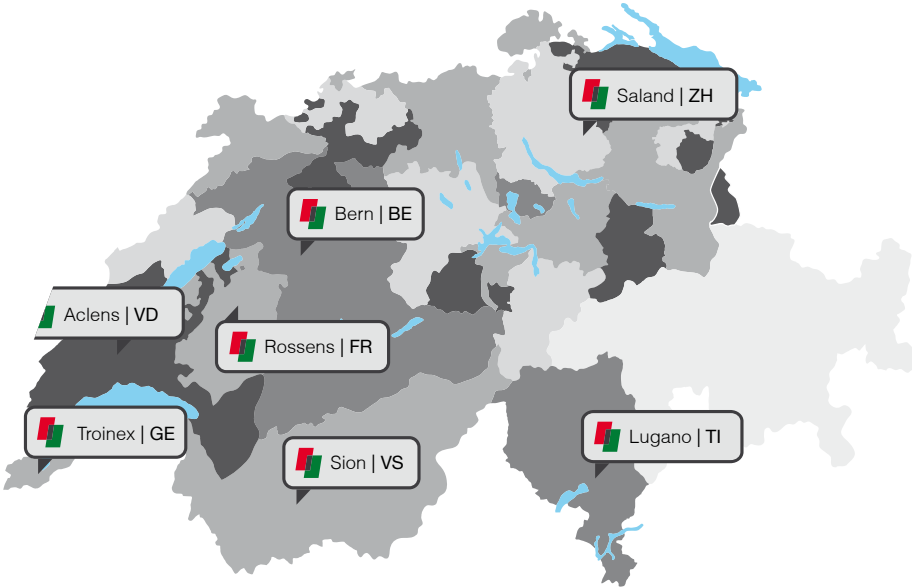 Saland | ZH
Bern | BE
Aclens | VD
Rossens | FR
Troinex | GE
Lugano | TI
Sion | VS